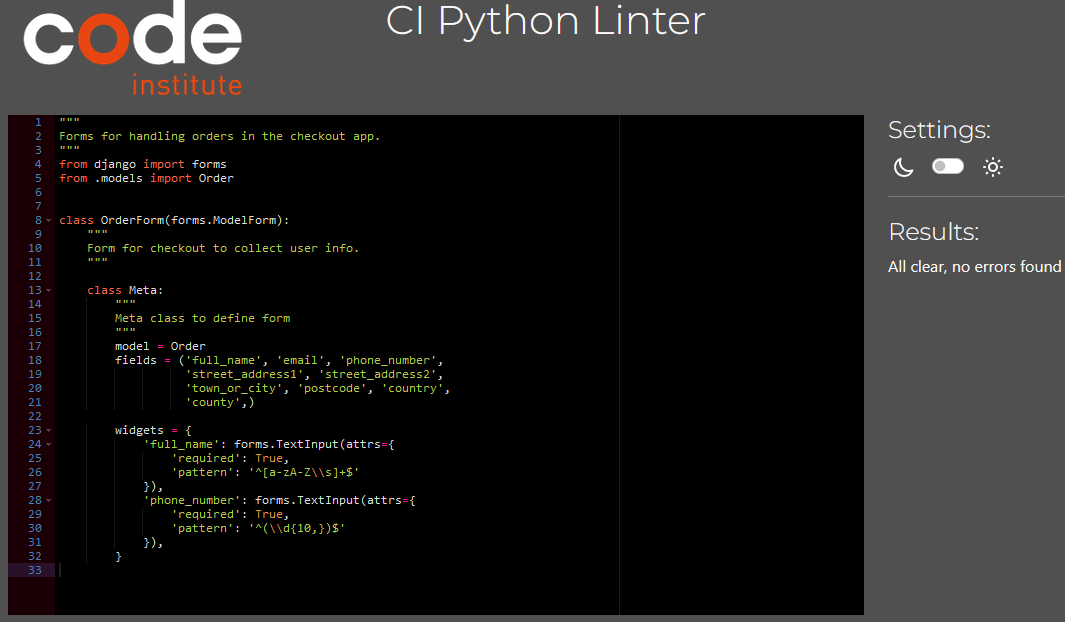 code
institute
CI Python Linter
1 """
2 Forms for handling orders in the checkout app.
3 """
4 from django import forms
5 from .models import Order
6
7
8 class OrderForm(forms.ModelForm):
9     """
10     Form for checkout to collect user info.
11     """
12
13     class Meta:
14         """
15         Meta class to define form
16         """
17         model = Order
18         fields = ('full_name', 'email', 'phone_number',
19                   'street_address1', 'street_address2',
20                   'town_or_city', 'postcode', 'country',
21                   'county',)
22
23         widgets = {
24             'full_name': forms.TextInput(attrs={
25                 'required': True,
26                 'pattern': '^[a-zA-Z\\s]+$'
27             }),
28             'phone_number': forms.TextInput(attrs={
29                 'required': True,
30                 'pattern': '^(\\d{10,})$'
31             }),
32         }
33
Settings:
Results:
All clear, no errors found